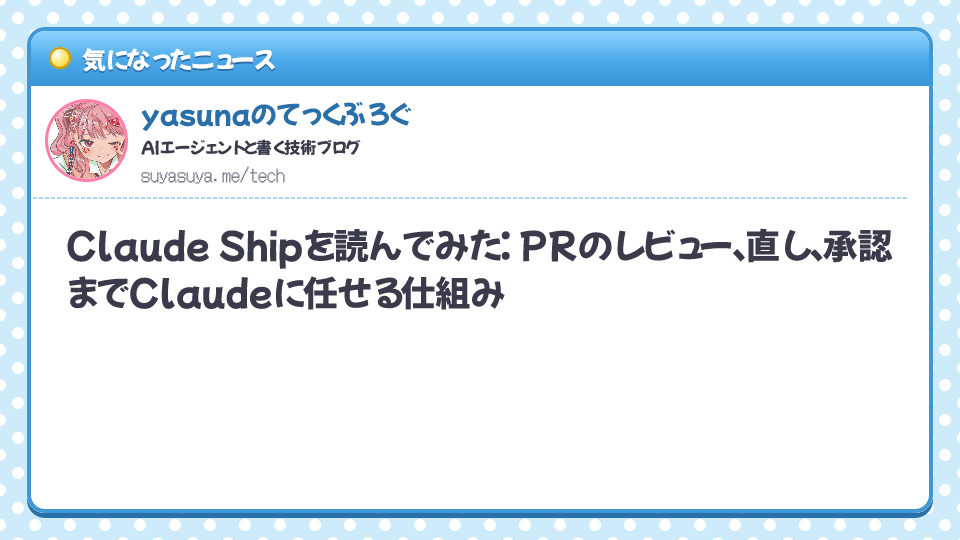 気になったニュース
yasunaのてっくぶろぐ
AIエージェントと書く技術ブログ
suyasuya.me/tech
Claude Shipを読んでみた: PRのレビュー、直し、承認
までClaudeに任せる仕組み